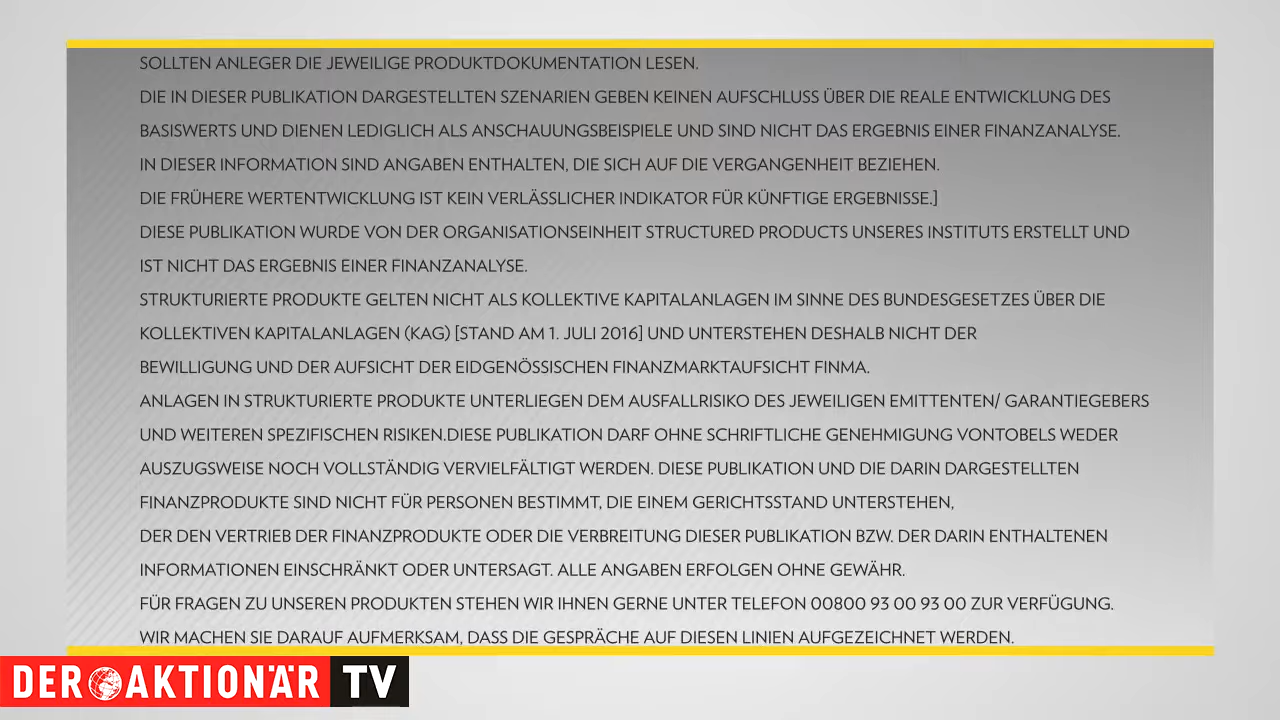 SOLLTEN ANLEGER DIE JEWEILIGE PRODUKTDOKUMENTATION LESEN.
DIE IN DIESER PUBLIKATION DARGESTELLTEN SZENARIEN GEBEN KEINEN AUFSCHLUSS ÜBER DIE REALE ENTWICKLUNG DES
BASISWERTS UND DIENEN LEDIGLICH ALS ANSCHAUUNGSBEISPIELE UND SIND NICHT DAS ERGEBNIS EINER FINANZANALYSE.
IN DIESER INFORMATION SIND ANGABEN ENTHALTEN, DIE SICH AUF DIE VERGANGENHEIT BEZIEHEN.
DIE FRÜHERE WERTENTWICKLUNG IST KEIN VERLÄSSLICHER INDIKATOR FÜR KÜNFTIGE ERGEBNISSE.]
DIESE PUBLIKATION WURDE VON DER ORGANISATIONSEINHEIT STRUCTURED PRODUCTS UNSERES INSTITUTS ERSTELLT UND
IST NICHT DAS ERGEBNIS EINER FINANZANALYSE.
STRUKTURIERTE PRODUKTE GELTEN NICHT ALS KOLLEKTIVE KAPITALANLAGEN IM SINNE DES BUNDESGESETZES ÜBER DIE
KOLLEKTIVEN KAPITALANLAGEN (KAG) [STAND AM 1. JULI 2016] UND UNTERSTEHEN DESHALB NICHT DER
BEWILLIGUNG UND DER AUFSICHT DER EIDGENÖSSISCHEN FINANZMARKTAUFSICHT FINMA.
ANLAGEN IN STRUKTURIERTE PRODUKTE UNTERLIEGEN DEM AUSFALLRISIKO DES JEWEILIGEN EMITTENTEN/ GARANTIEGEBERS
UND WEITEREN SPEZIFISCHEN RISIKEN.DIESE PUBLIKATION DARF OHNE SCHRIFTLICHE GENEHMIGUNG VONTOBELS WEDER
AUSZUGSWEISE NOCH VOLLSTÄNDIG VERVIELFÄLTIGT WERDEN. DIESE PUBLIKATION UND DIE DARIN DARGESTELLTEN
FINANZPRODUKTE SIND NICHT FÜR PERSONEN BESTIMMT, DIE EINEM GERICHTSSTAND UNTERSTEHEN,
DER DEN VERTRIEB DER FINANZPRODUKTE ODER DIE VERBREITUNG DIESER PUBLIKATION BZW. DER DARIN ENTHALTENEN
INFORMATIONEN EINSCHRÄNKT ODER UNTERSAGT. ALLE ANGABEN ERFOLGEN OHNE GEWÄHR.
FÜR FRAGEN ZU UNSEREN PRODUKTEN STEHEN WIR IHNEN GERNE UNTER TELEFON 00800 93 00 93 00 ZUR VERFÜGUNG.
WIR MACHEN SIE DARAUF AUFMERKSAM, DASS DIE GESPRÄCHE AUF DIESEN LINIEN AUFGEZEICHNET WERDEN.
DER AKTIONÄR TV